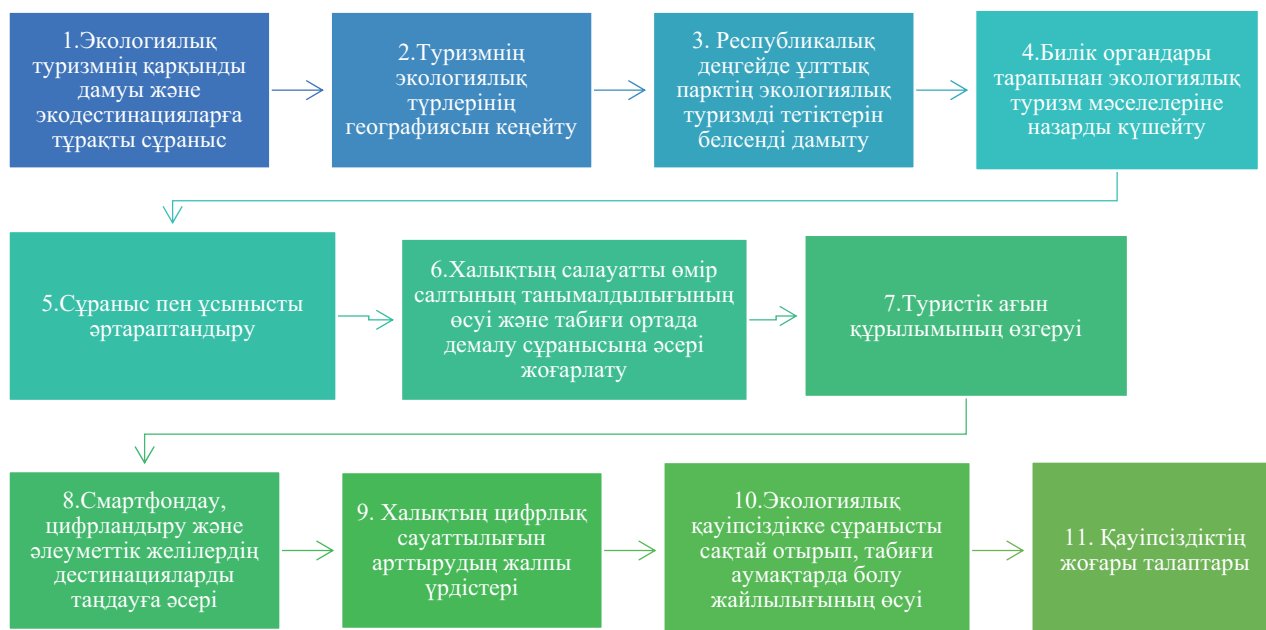 1.Экологиялық
туризмнің қарқынды
дамуы және
экодестинацияларға
тұрақты сұраныс
2.Туризмнің
экологиялық
түрлерінің
географиясын кеңейту
3. Республикалық
деңгейде ұлттық
парктің экологиялық
туризмді тетіктерін
белсенді дамыту
4.Билік органдары
тарапынан экологиялық
туризм мәселелеріне
назарды күшейту
5.Сұраныс пен ұсынысты
әртараптандыру
6.Халықтың салауатты өмір
салтының танымалдылығының
өсуі және табиғи ортада
демалу сұранысына әсері
жоғарлату
7.Туристік ағын
құрылымының өзгеруі
8.Смартфондау,
цифрландыру және
әлеуметтік желілердің
дестинацияларды
таңдауға әсері
9. Халықтың цифрлық
сауаттылығын
арттырудың жалпы
үрдістері
10.Экологиялық
қауіпсіздікке сұранысты
сақтай отырып, табиғи
аумақтарда болу
жайлылығының өсуі
11. Қауіпсіздіктің
жоғары талаптары